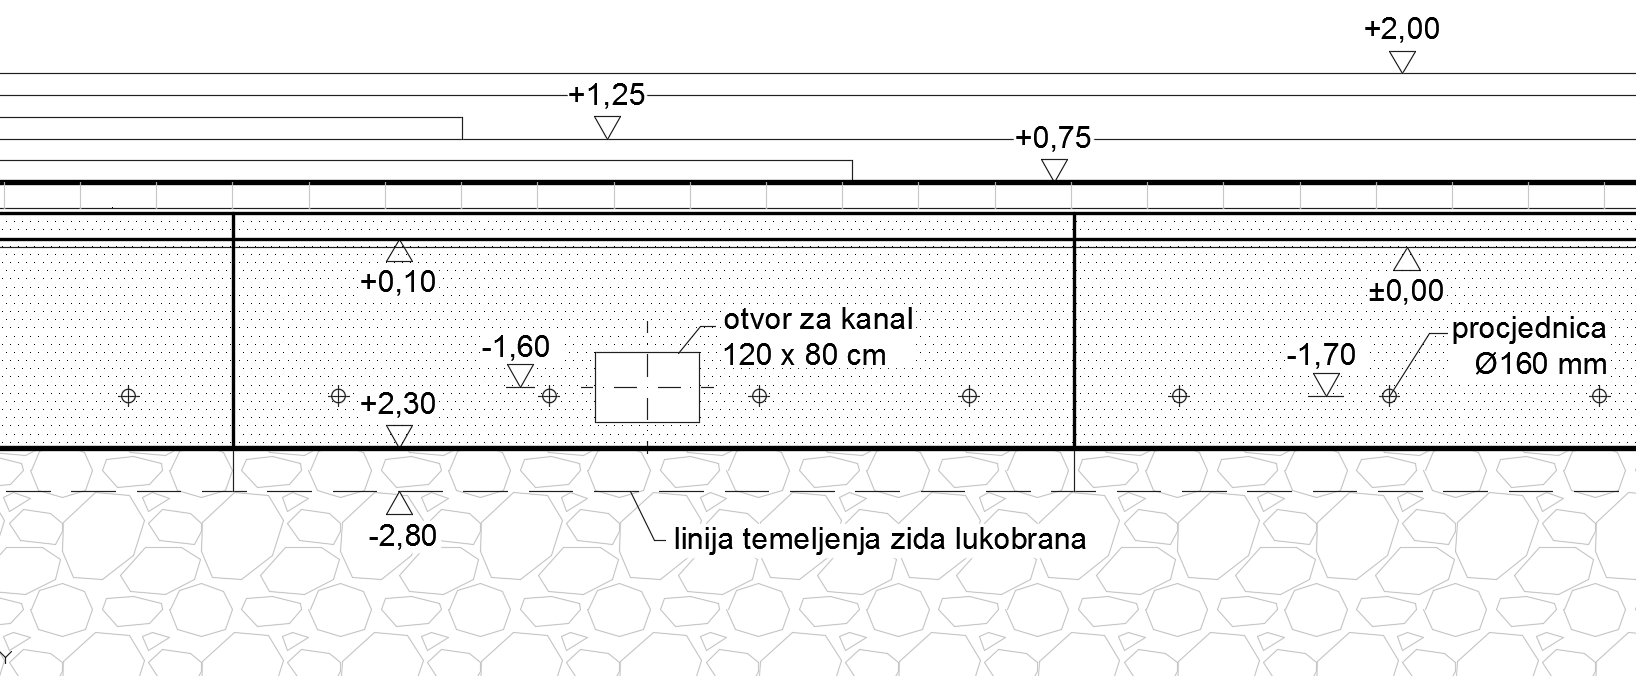 +2,00
+1,25
+0,75
+0,10
±0,00
otvor za kanal
120 x 80 cm
procjednica
Ø160 mm
-1,60
-1,70
+2,30
-2,80
linija temeljenja zida lukobrana